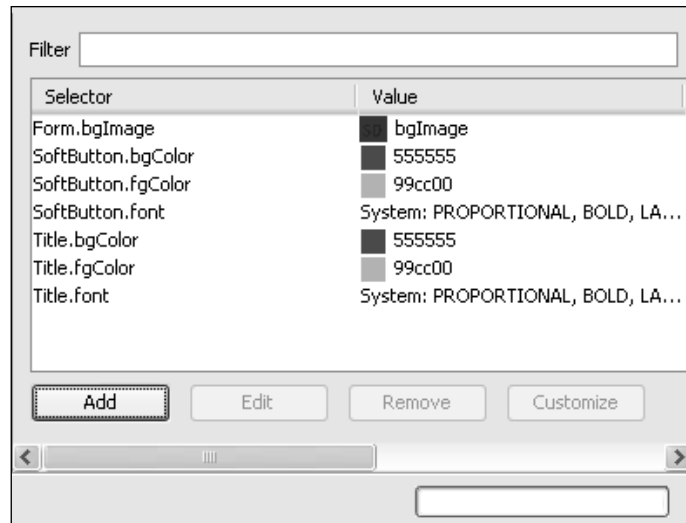 Filter
Selector Value
Form.bgImage bgImage
SoftButton.bgColor 555555
SoftButton.fgColor 99cc00
SoftButton.font System: PROPORTIONAL, BOLD, LA...
Title.bgColor 555555
Title.fgColor 99cc00
Title.font System: PROPORTIONAL, BOLD, LA...
Add Edit Remove Customize